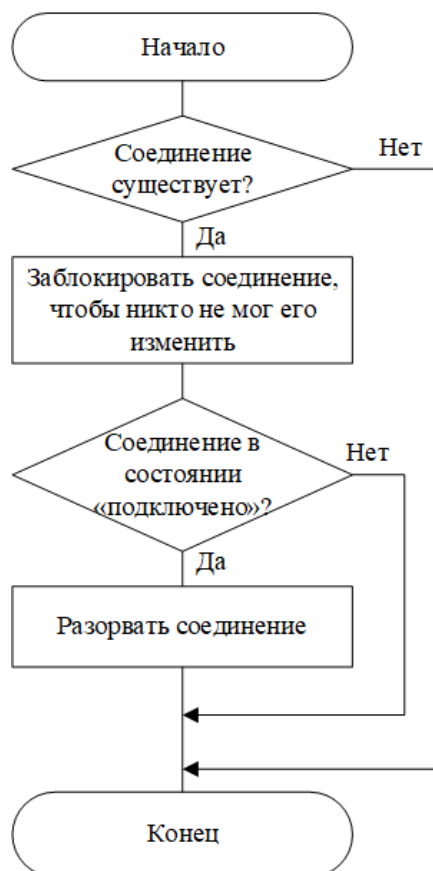 Начало
Соединение
существует?
Нет
Да
Заблокировать соединение,
чтобы никто не мог его
изменить
Соединение в
состоянии
«подключено»?
Нет
Да
Разорвать соединение
Конец